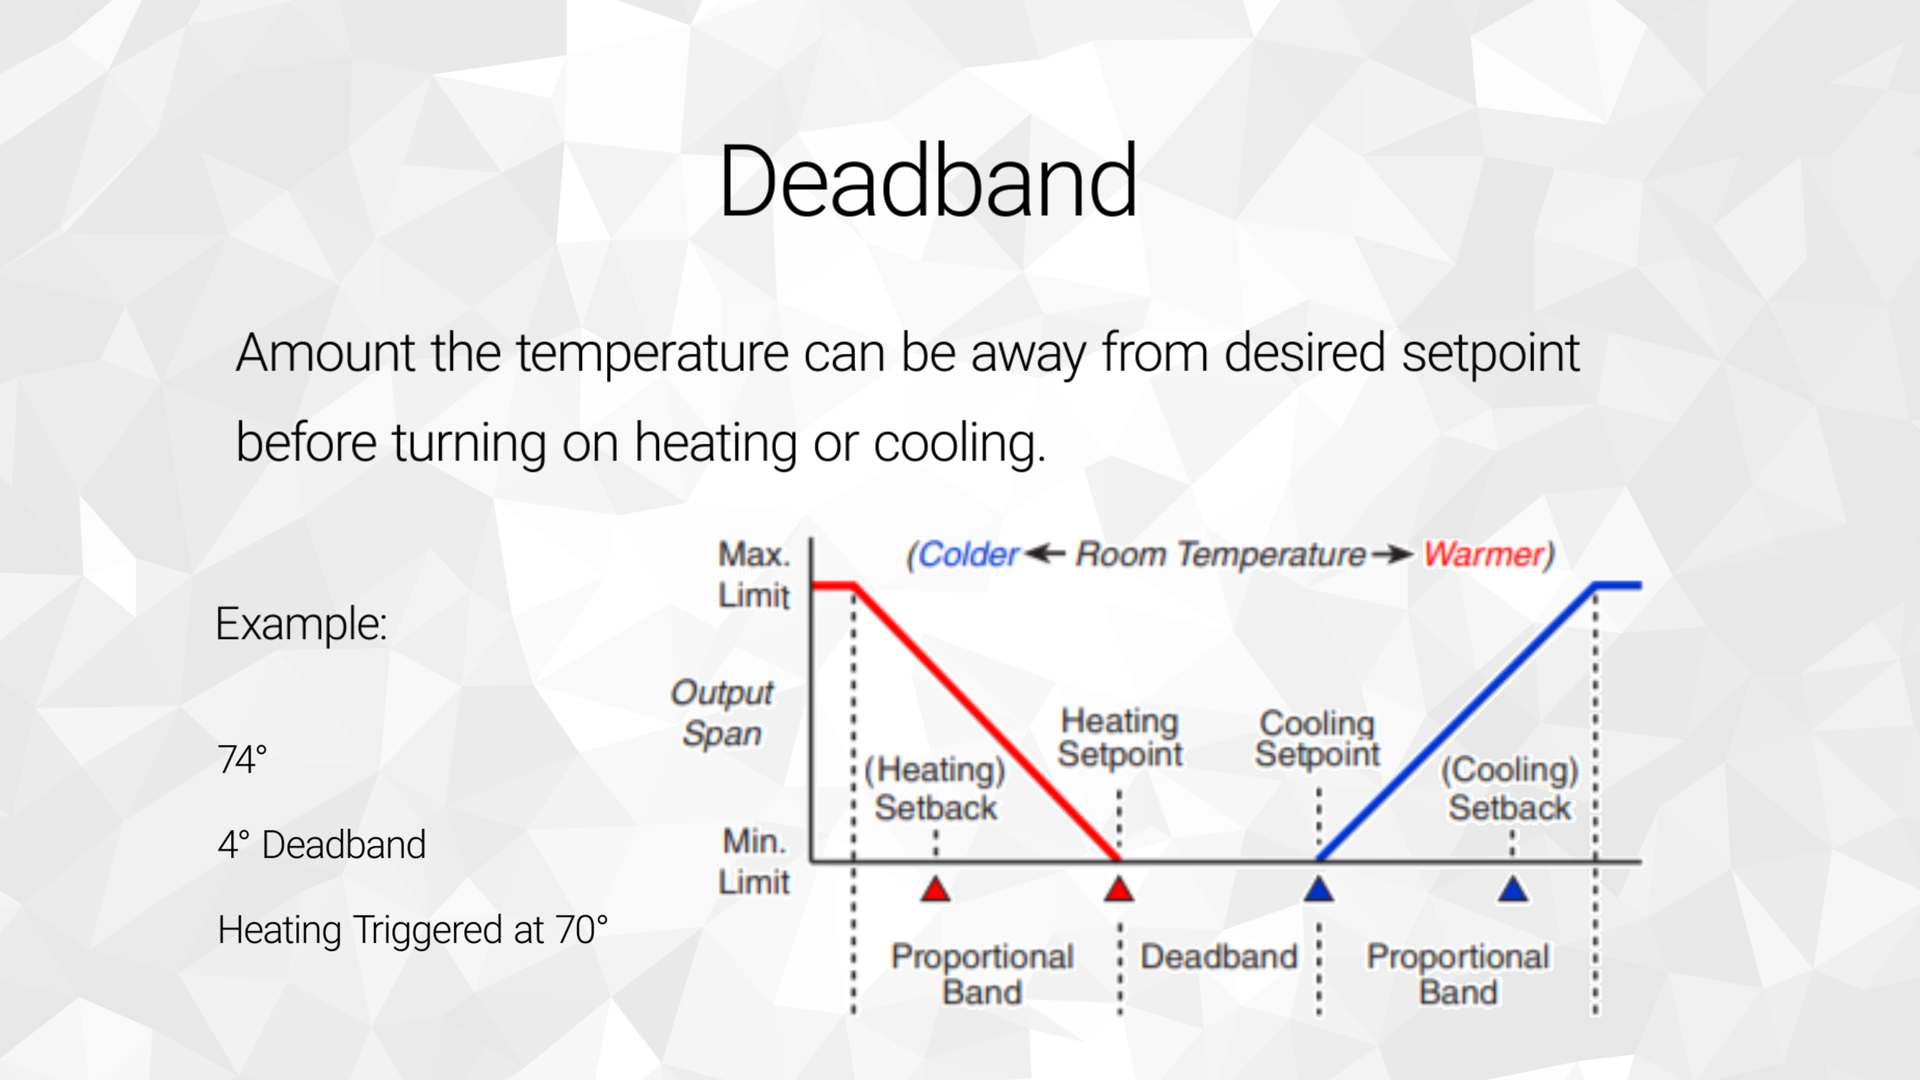 Deadband
Amount the temperature can be away from desired setpoint
before turning on heating or cooling.
Example:
74°
4° Deadband
Heating Triggered at 70°
Max.
Limit
(Colder Room Temperature Warmer)
Output
Span
Heating
Setpoint
Cooling
Setpoint
(Heating)
Setback
(Cooling)
Setback
Min.
Limit
Proportional
Band
Deadband
Proportional
Band